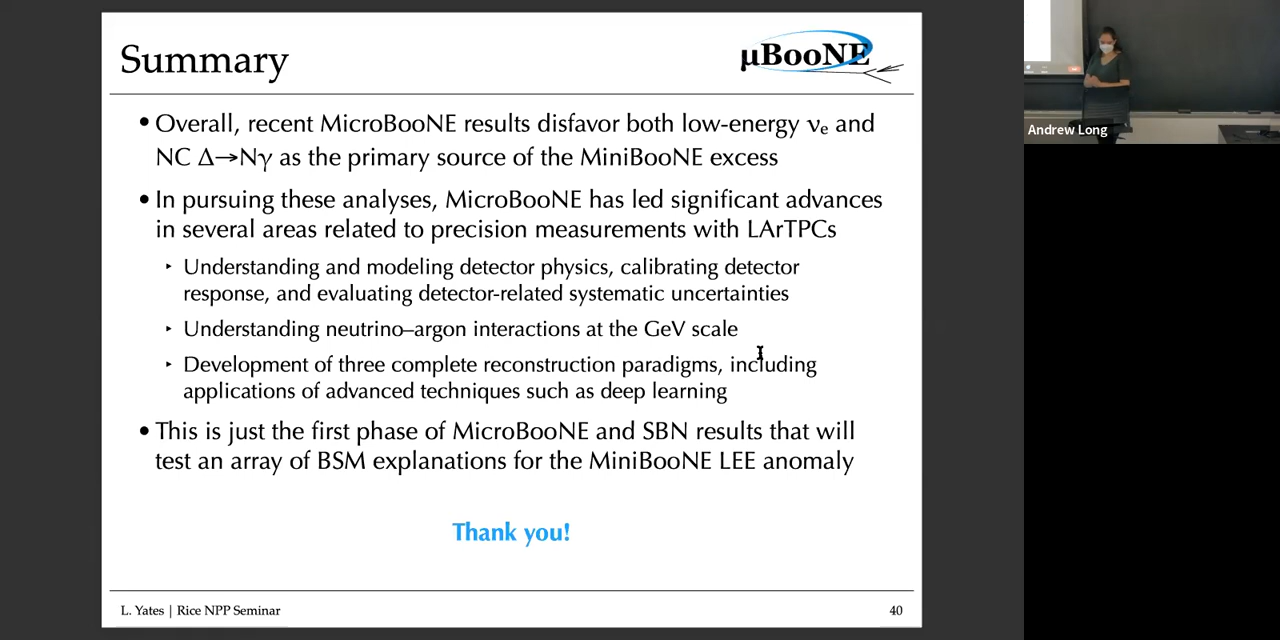 Summary
µBooNE
• Overall, recent MicroBooNE results disfavor both low-energy νe and
NC Δ→Nγ as the primary source of the MiniBooNE excess
• In pursuing these analyses, MicroBooNE has led significant advances
in several areas related to precision measurements with LArTPCs
‣ Understanding and modeling detector physics, calibrating detector
response, and evaluating detector-related systematic uncertainties
‣ Understanding neutrino–argon interactions at the GeV scale
‣ Development of three complete reconstruction paradigms, including
applications of advanced techniques such as deep learning
• This is just the first phase of MicroBooNE and SBN results that will
test an array of BSM explanations for the MiniBooNE LEE anomaly
Thank you!
L. Yates | Rice NPP Seminar
40
Andrew Long